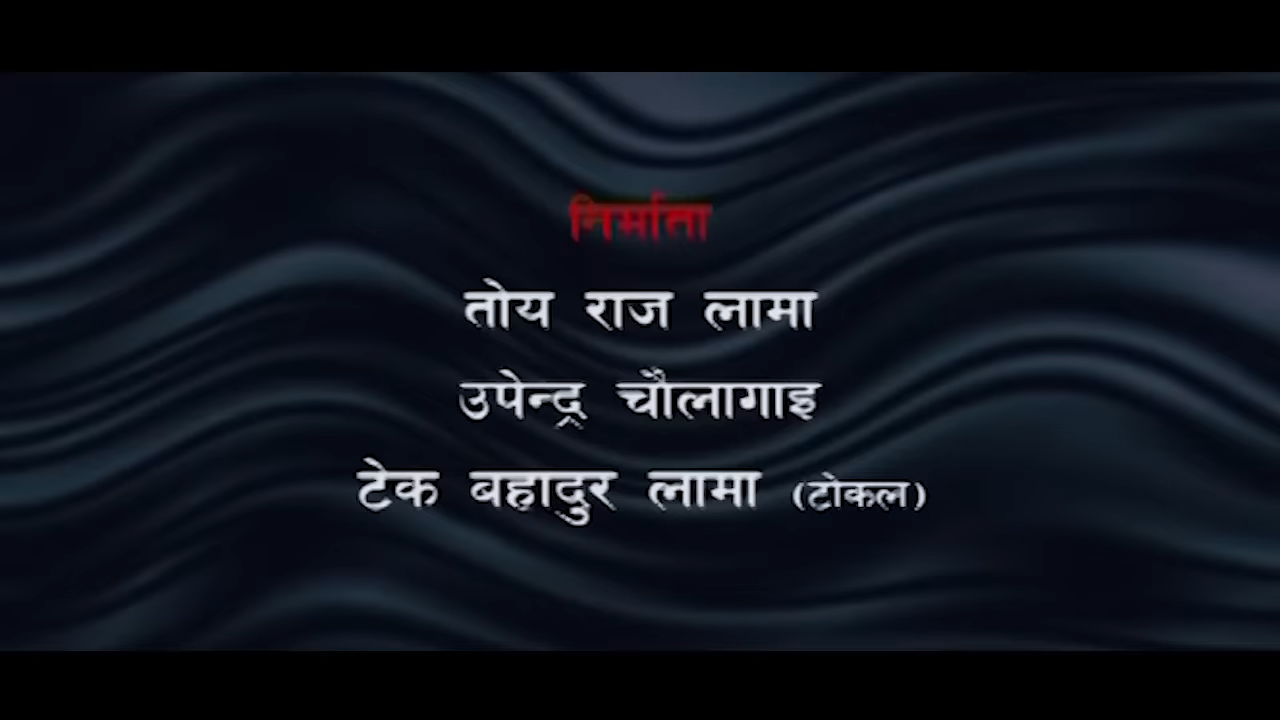 निर्माता
तोय राज लामा
उपेन्द्र चौलागाइ
टेक बहादुर लामा (टोकल)